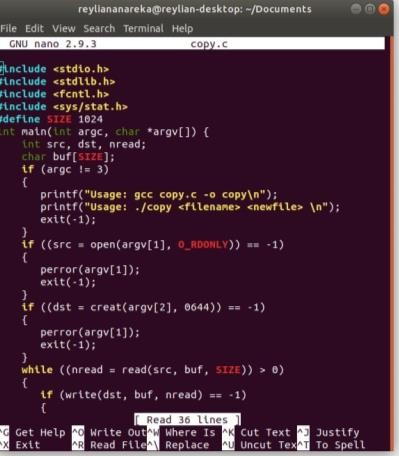 reyliananareka@reylian-desktop: ~/Documents
File Edit View Search Terminal Help
GNU nano 2.9.3 copy.c
#include <stdio.h>
#include <stdlib.h>
#include <fcntl.h>
#include <sys/stat.h>
#define SIZE 1024
int main(int argc, char *argv[]) {
    int src, dst, nread;
    char buf[SIZE];
    if (argc != 3)
    {
       printf("Usage: gcc copy.c -o copy\n");
       printf("Usage: ./copy <filename> <newfile> \n");
       exit(-1);
    }
    if ((src = open(argv[1], O_RDONLY)) == -1)
    {
       perror(argv[1]);
       exit(-1);
    }
    if ((dst = creat(argv[2], 0644)) == -1)
    {
       perror(argv[1]);
       exit(-1);
    }
    while ((nread = read(src, buf, SIZE)) > 0)
    {
       if (write(dst, buf, nread) == -1)
       {
[ Read 36 lines ]
^G Get Help ^O Write Out ^W Where Is ^K Cut Text ^J Justify
^X Exit ^R Read File ^\ Replace ^U Uncut Tex ^T To Spell